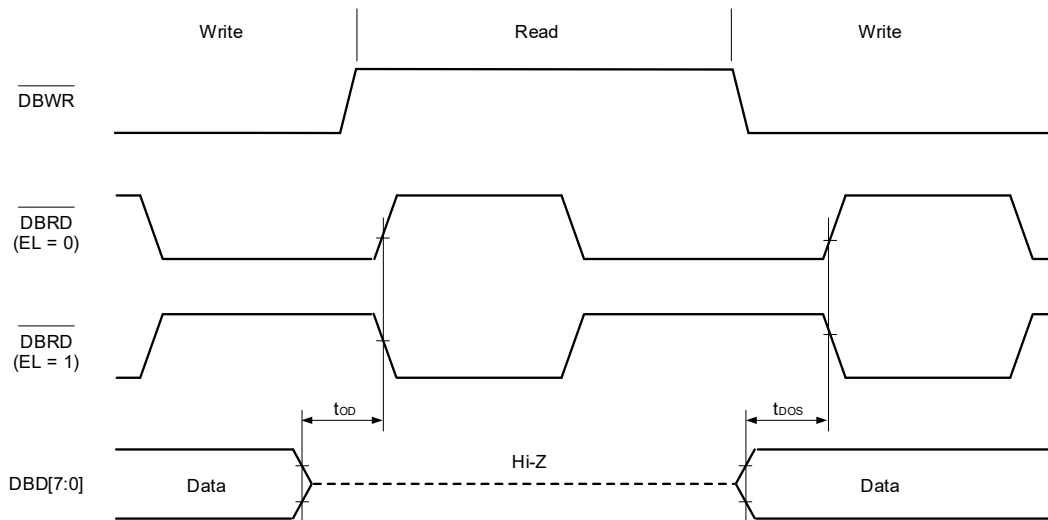 Write
Read
Write
DBWR
DBRD
(EL = 0)
DBRD
(EL = 1)
tOD
tDOS
Hi-Z
DBD[7:0]
Data
Data